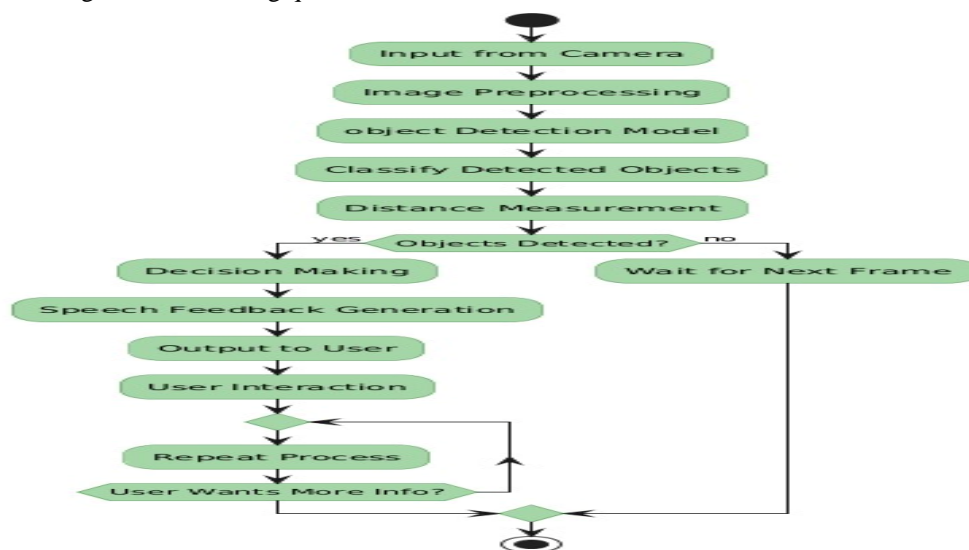 Input from Camera
Image Preprocessing
object Detection Model
Classify Detected Objects
Distance Measurement
yes
Objects Detected?
no
Decision Making
Wait for Next Frame
Speech Feedback Generation
Output to User
User Interaction
Repeat Process
User Wants More Info?